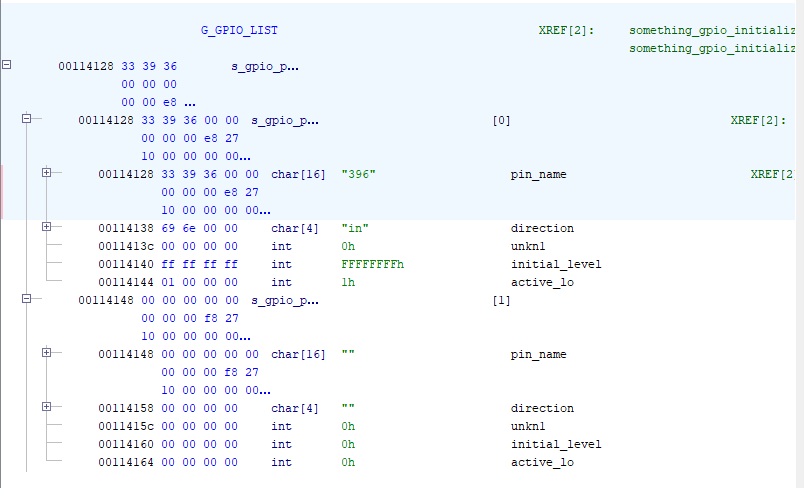 G_GPIO_LIST XREF[2]: something_gpio_initializ
something_gpio_initializ
00114128 33 39 36 s_gpio_p...
00 00 00
00 00 e8 ...
00114128 33 39 36 00 00 s_gpio_p... [0] XREF[2]:
00 00 00 e8 27
10 00 00 00 00...
00114128 33 39 36 00 00 char[16] "396" pin_name XREF[2
00 00 00 e8 27
10 00 00 00 00...
00114138 69 6e 00 00 char[4] "in" direction
0011413c 00 00 00 00 int 0h unkn1
00114140 ff ff ff ff int FFFFFFFFh initial_level
00114144 01 00 00 00 int 1h active_lo
00114148 00 00 00 00 00 s_gpio_p... [1]
00 00 00 f8 27
10 00 00 00 00...
00114148 00 00 00 00 00 char[16] "" pin_name
00 00 00 f8 27
10 00 00 00 00...
00114158 00 00 00 00 char[4] "" direction
0011415c 00 00 00 00 int 0h unkn1
00114160 00 00 00 00 int 0h initial_level
00114164 00 00 00 00 int 0h active_lo